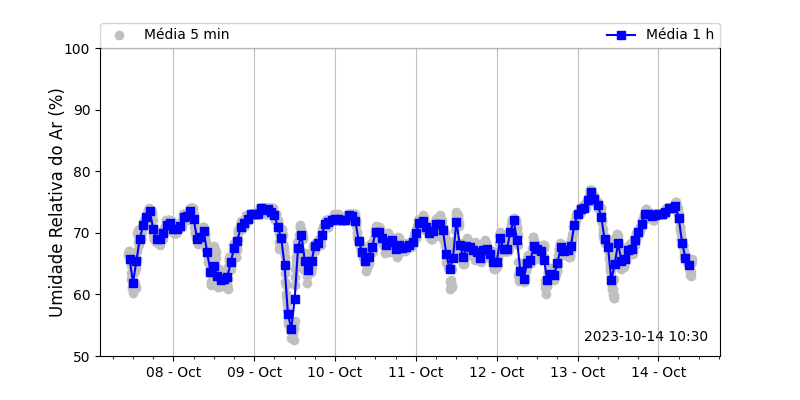 Média 5 min
Média 1 h
Umidade Relativa do Ar (%)
100
90
80
70
60
50
2023-10-14 10:30
08 - Oct
09 - Oct
10 - Oct
11 - Oct
12 - Oct
13 - Oct
14 - Oct